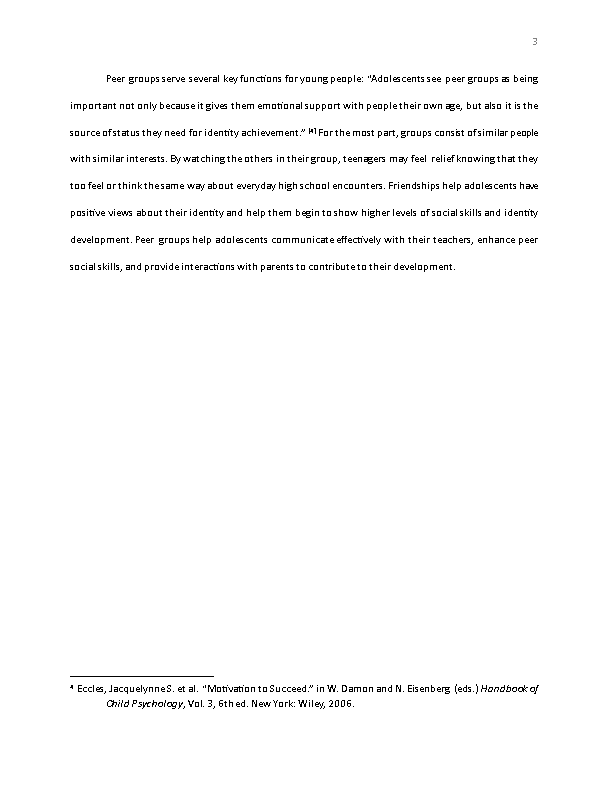 3
Peer groups serve several key functions for young people: “Adolescents see peer groups as being
important not only because it gives them emotional support with people their own age, but also it is the
source of status they need for identity achievement.” [4] For the most part, groups consist of similar people
with similar interests. By watching the others in their group, teenagers may feel relief knowing that they
too feel or think the same way about everyday high school encounters. Friendships help adolescents have
positive views about their identity and help them begin to show higher levels of social skills and identity
development. Peer groups help adolescents communicate effectively with their teachers, enhance peer
social skills, and provide interactions with parents to contribute to their development.
4 Eccles, Jacquelynne S. et al. “Motivation to Succeed.” in W. Damon and N. Eisenberg (eds.) Handbook of
Child Psychology, Vol. 3, 6th ed. New York: Wiley, 2006.